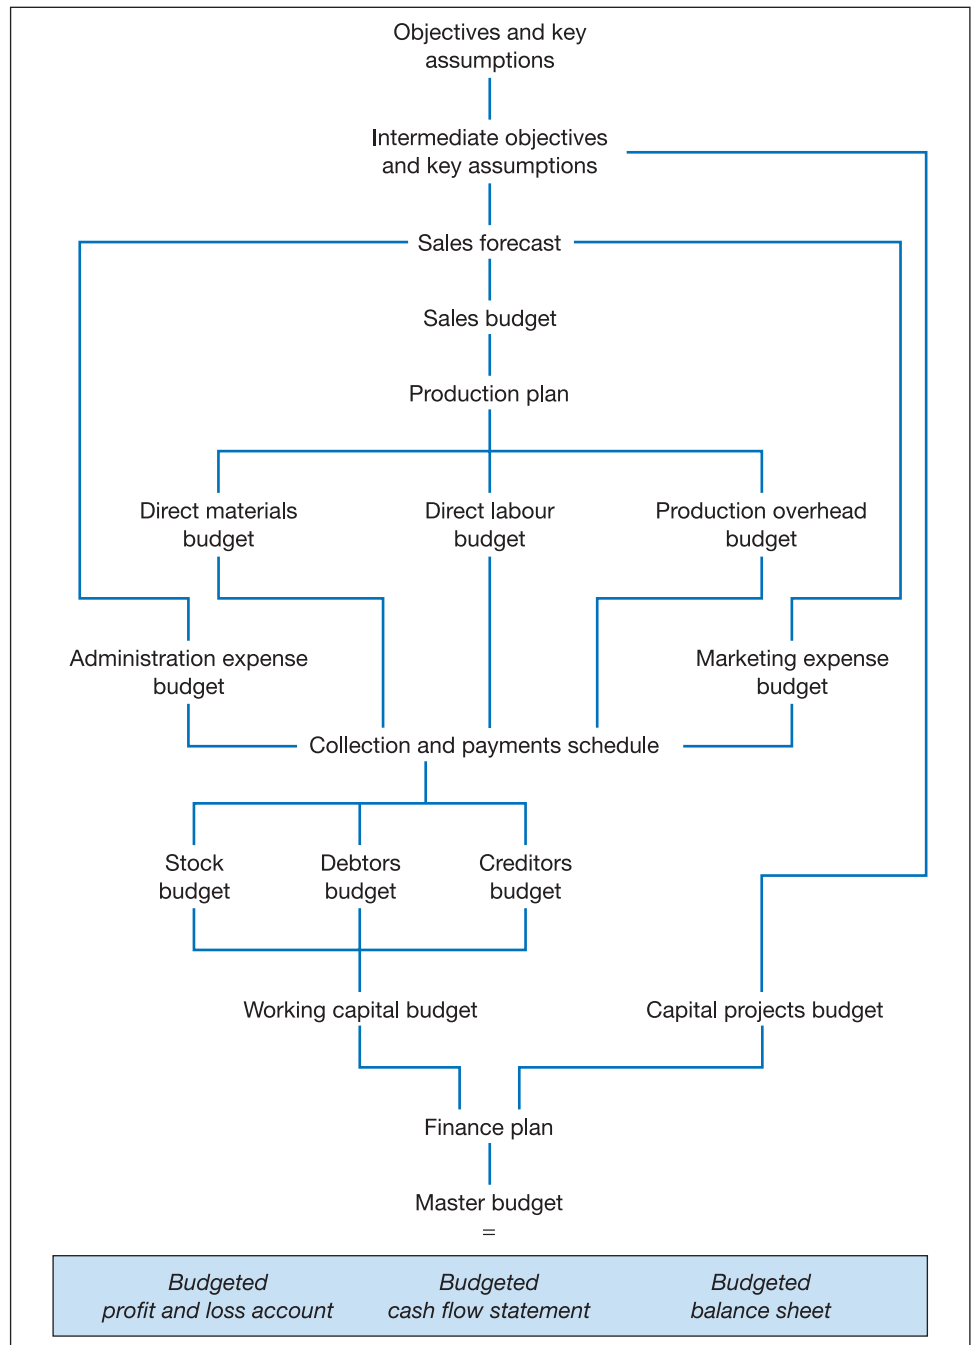 Objectives and key
assumptions
Intermediate objectives
and key assumptions
Sales forecast
Sales budget
Production plan
Direct materials
budget
Direct labour
budget
Production overhead
budget
Administration expense
budget
Marketing expense
budget
Collection and payments schedule
Stock
budget
Debtors
budget
Creditors
budget
Working capital budget
Capital projects budget
Finance plan
Master budget
=
Budgeted
profit and loss account
Budgeted
cash flow statement
Budgeted
balance sheet